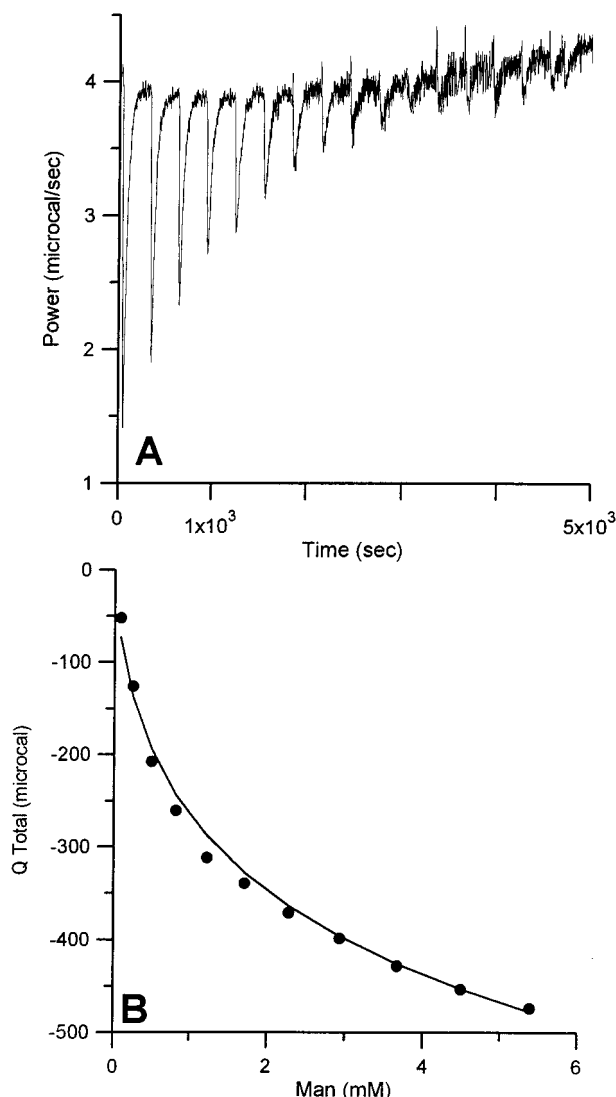 Power (microcal/sec)
4
3
2
1
A
0
1x10³
5x10³
Time (sec)
Q Total (microcal)
0
-100
-200
-300
-400
-500
B
0
2
4
6
Man (mM)